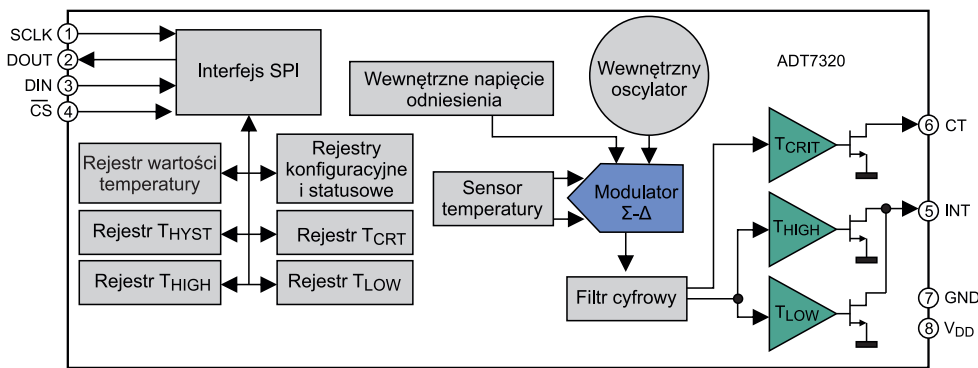 SCLK 1
DOUT 2
DIN 3
CS 4
Interfejs SPI
Rejestr wartości
temperatury
Rejestry
konfiguracyjne
i statusowe
Rejestr THYST
Rejestr TCRT
Rejestr THIGH
Rejestr TLOW
Wewnętrzne napięcie
odniesienia
Wewnętrzny
oscylator
Sensor
temperatury
Modulator
Σ-Δ
Filtr cyfrowy
ADT7320
TCRIT
THIGH
TLOW
6 CT
5 INT
7 GND
8 VDD